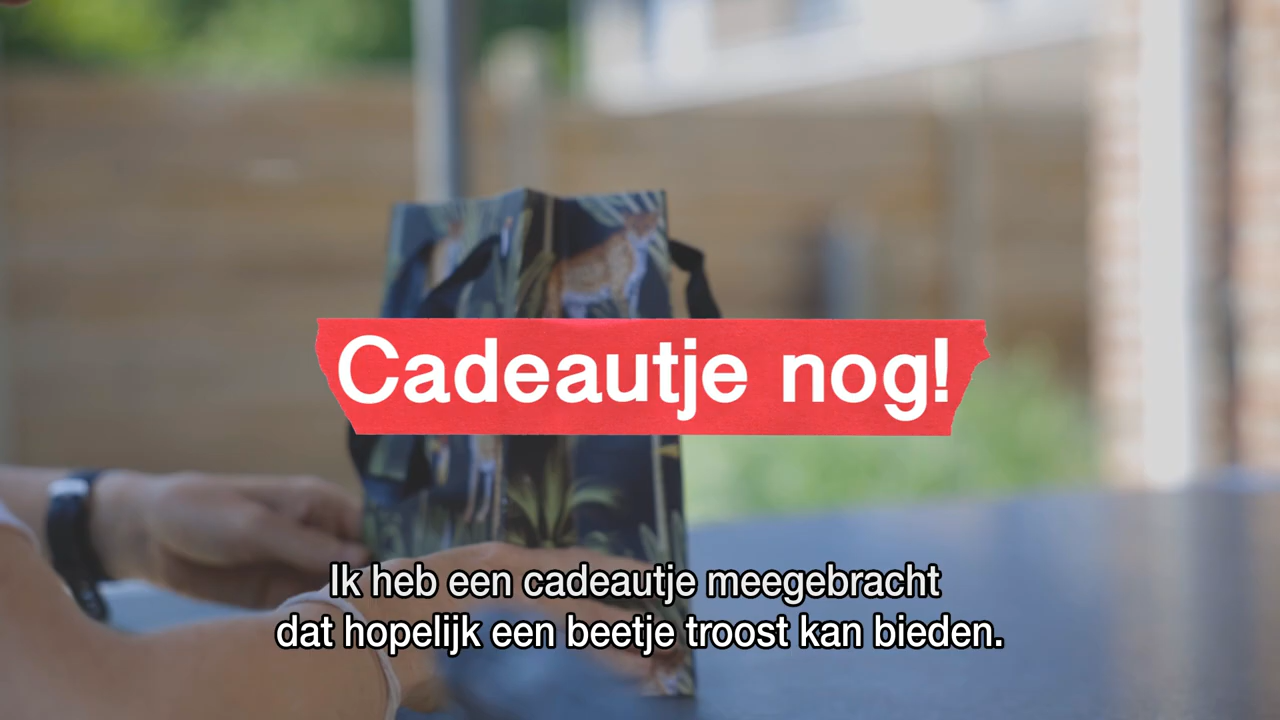 Cadeautje nog!
Ik heb een cadeautje meegebracht
dat hopelijk een beetje troost kan bieden.